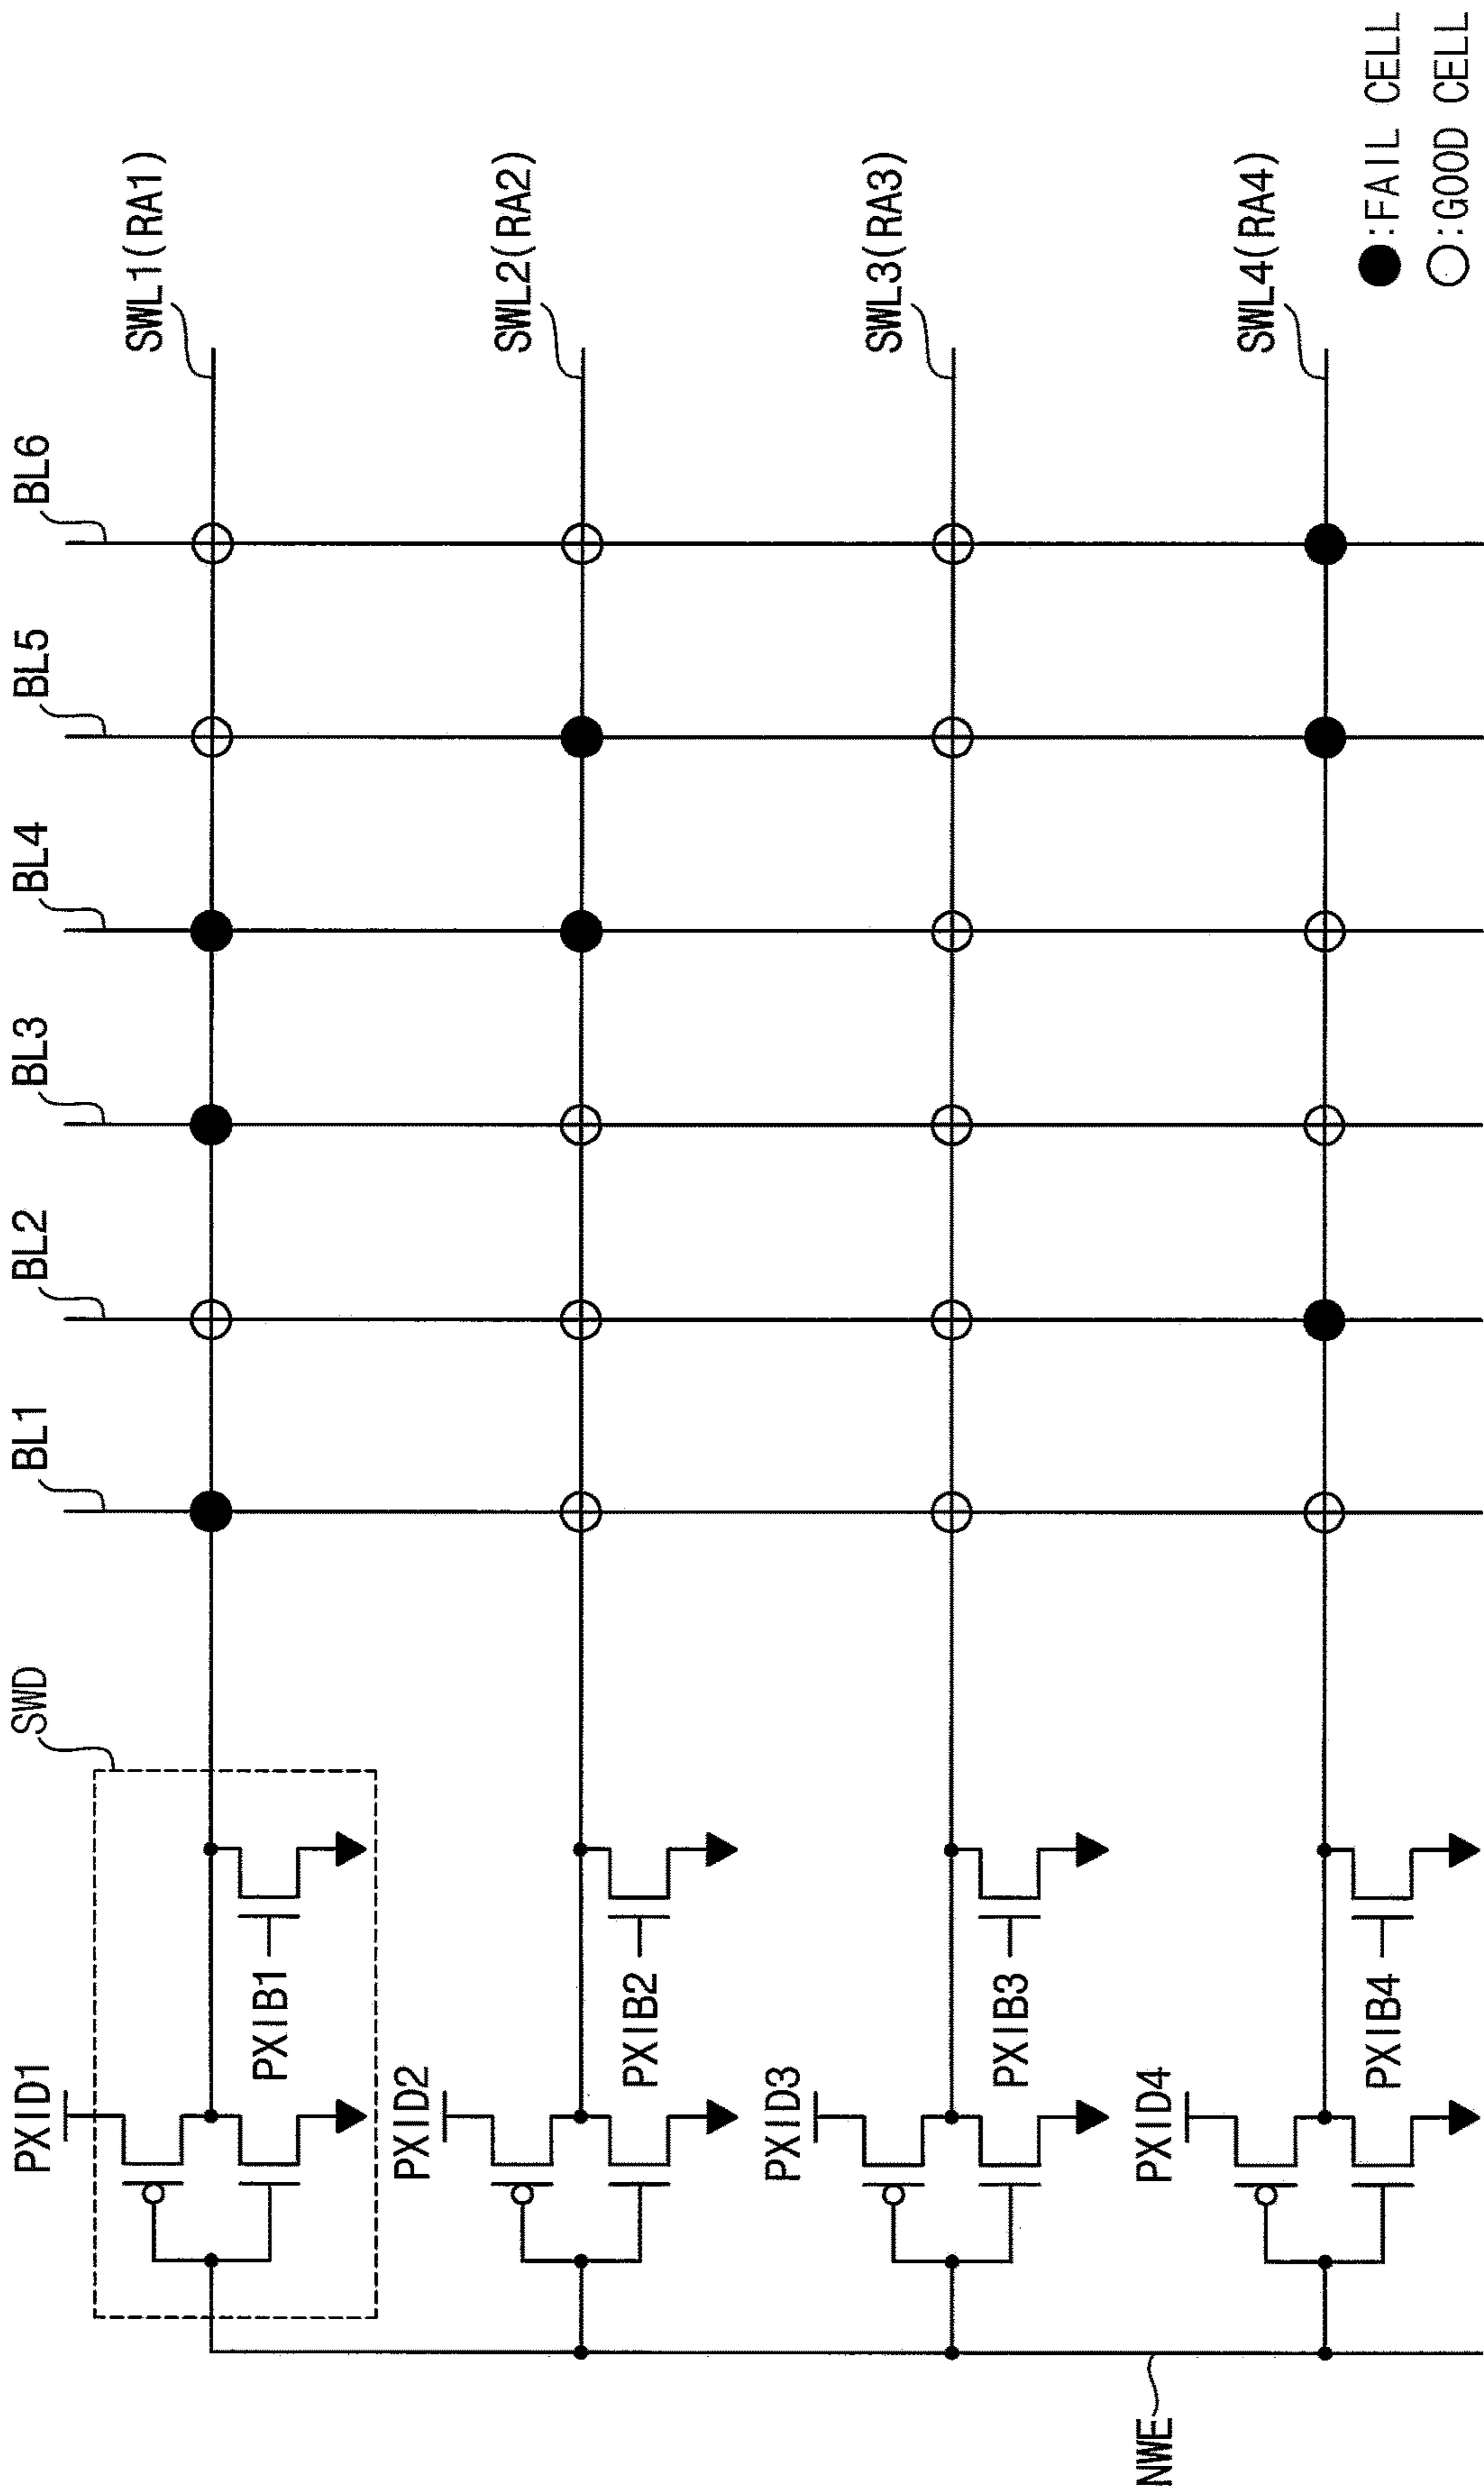 SWD
BL1
BL2
BL3
BL4
BL5
BL6
PXID1
PXIB1
SWL1(RA1)
PXID2
PXIB2
SWL2(RA2)
PXID3
PXIB3
SWL3(RA3)
PXID4
PXIB4
SWL4(RA4)
NWE
:FAIL CELL
:GOOD CELL